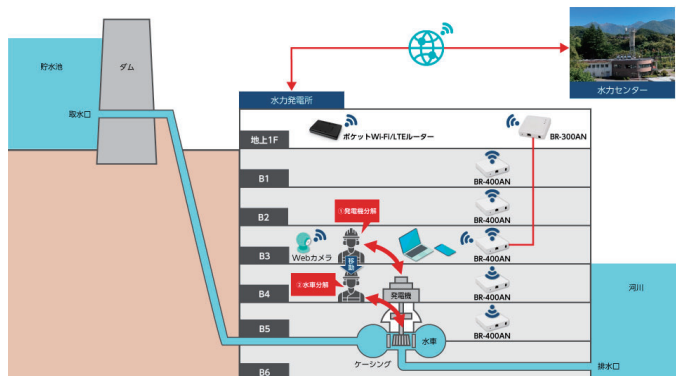 貯水池
ダム
取水口
水力発電所
水力センター
地上1F
ポケットWi-Fi/LTEルーター
BR-300AN
B1
BR-400AN
B2
BR-400AN
①発電機分解
B3
Webカメラ
移動
BR-400AN
②水車分解
B4
発電機
BR-400AN
河川
B5
水車
BR-400AN
ケーシング
排水口
B6